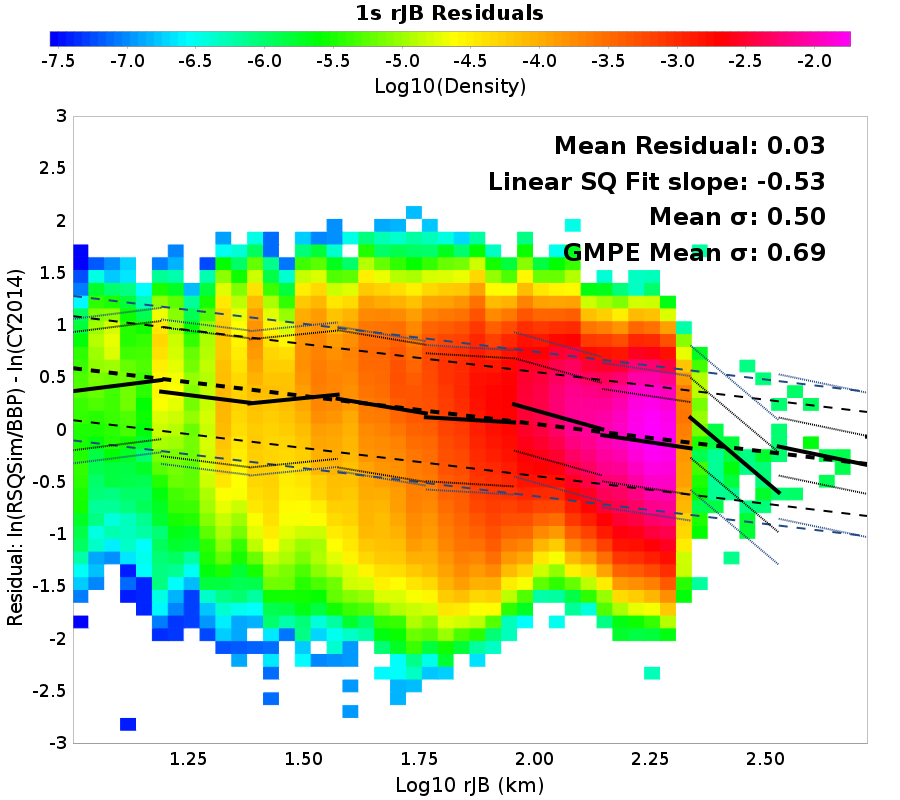 1s rJB Residuals
-7.5 -7.0 -6.5 -6.0 -5.5 -5.0 -4.5 -4.0 -3.5 -3.0 -2.5 -2.0
Log10(Density)
Mean Residual: 0.03
Linear SQ Fit slope: -0.53
Mean σ: 0.50
GMPE Mean σ: 0.69
Residual: ln(RSQSim/BBP) - ln(CY2014)
3
2.5
2
1.5
1
0.5
0
-0.5
-1
-1.5
-2
-2.5
-3
1.25 1.50 1.75 2.00 2.25 2.50
Log10 rJB (km)